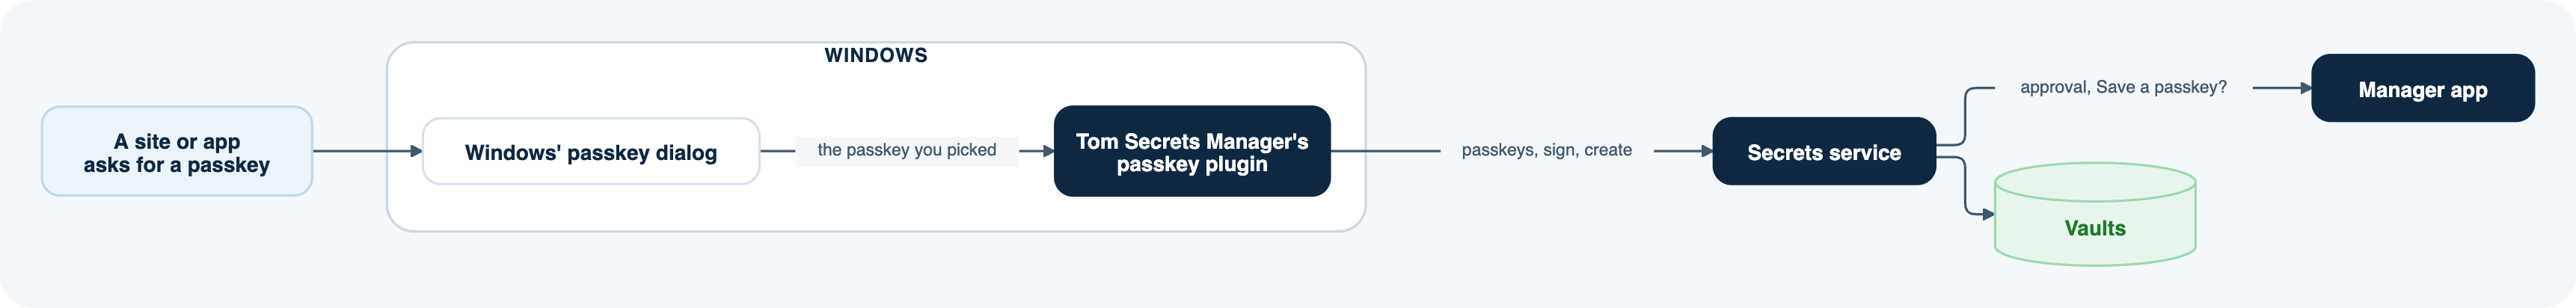 WINDOWS
A site or app
asks for a passkey
Windows' passkey dialog
the passkey you picked
Tom Secrets Manager's
passkey plugin
passkeys, sign, create
Secrets service
approval, Save a passkey?
Manager app
Vaults